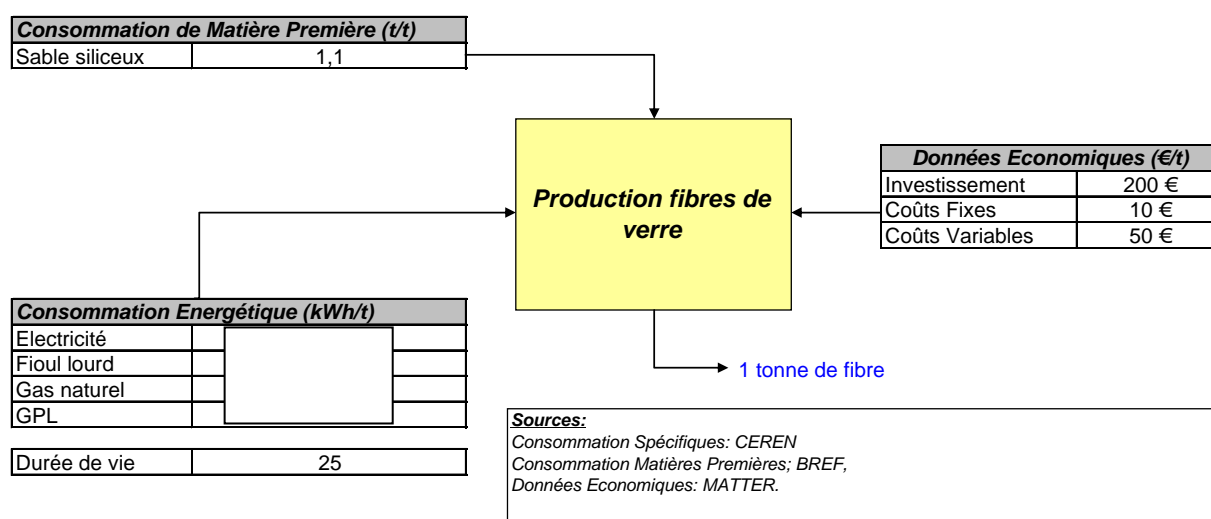 Consommation de Matière Première (t/t)
Sable siliceux 1,1
Production fibres de
verre
Données Economiques (€/t)
Investissement 200 €
Coûts Fixes 10 €
Coûts Variables 50 €
Consommation Energétique (kWh/t)
Electricité
Fioul lourd
Gas naturel
GPL
Durée de vie 25
1 tonne de fibre
Sources:
Consommation Spécifiques: CEREN
Consommation Matières Premières; BREF,
Données Economiques: MATTER.